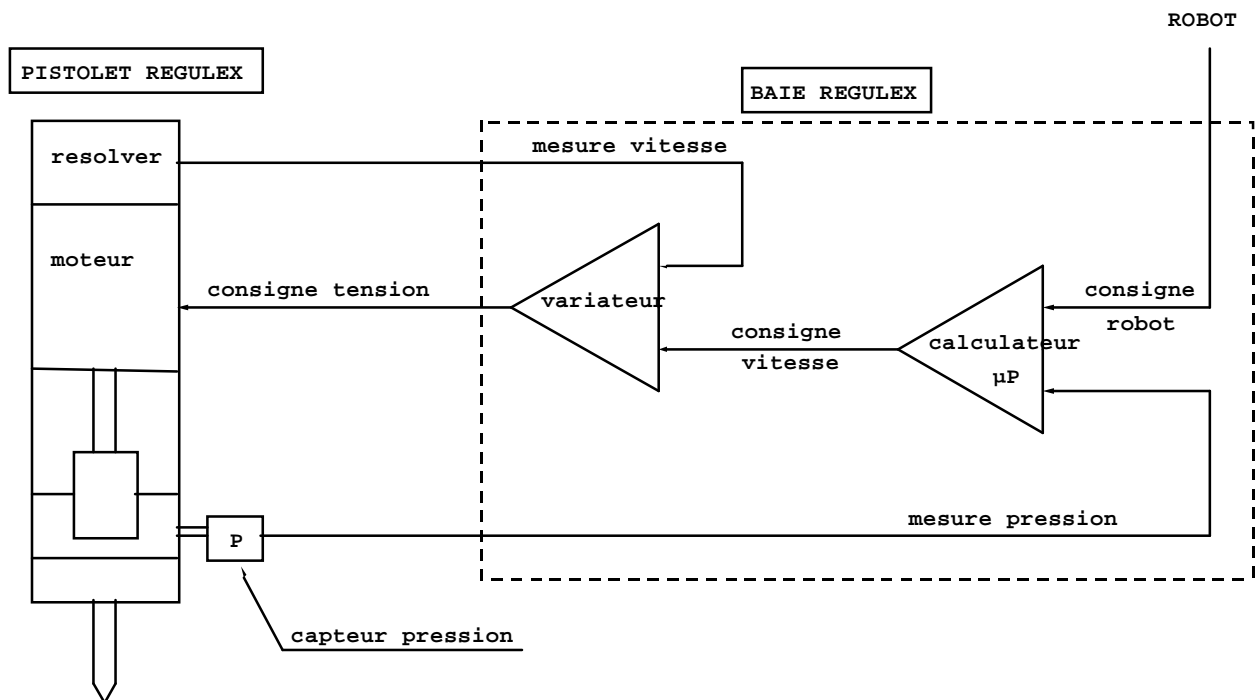 ROBOT
PISTOLET REGULEX
BAIE REGULEX
resolver
mesure vitesse
moteur
consigne tension
variateur
consigne
vitesse
calculateur
µP
consigne
robot
mesure pression
P
capteur pression